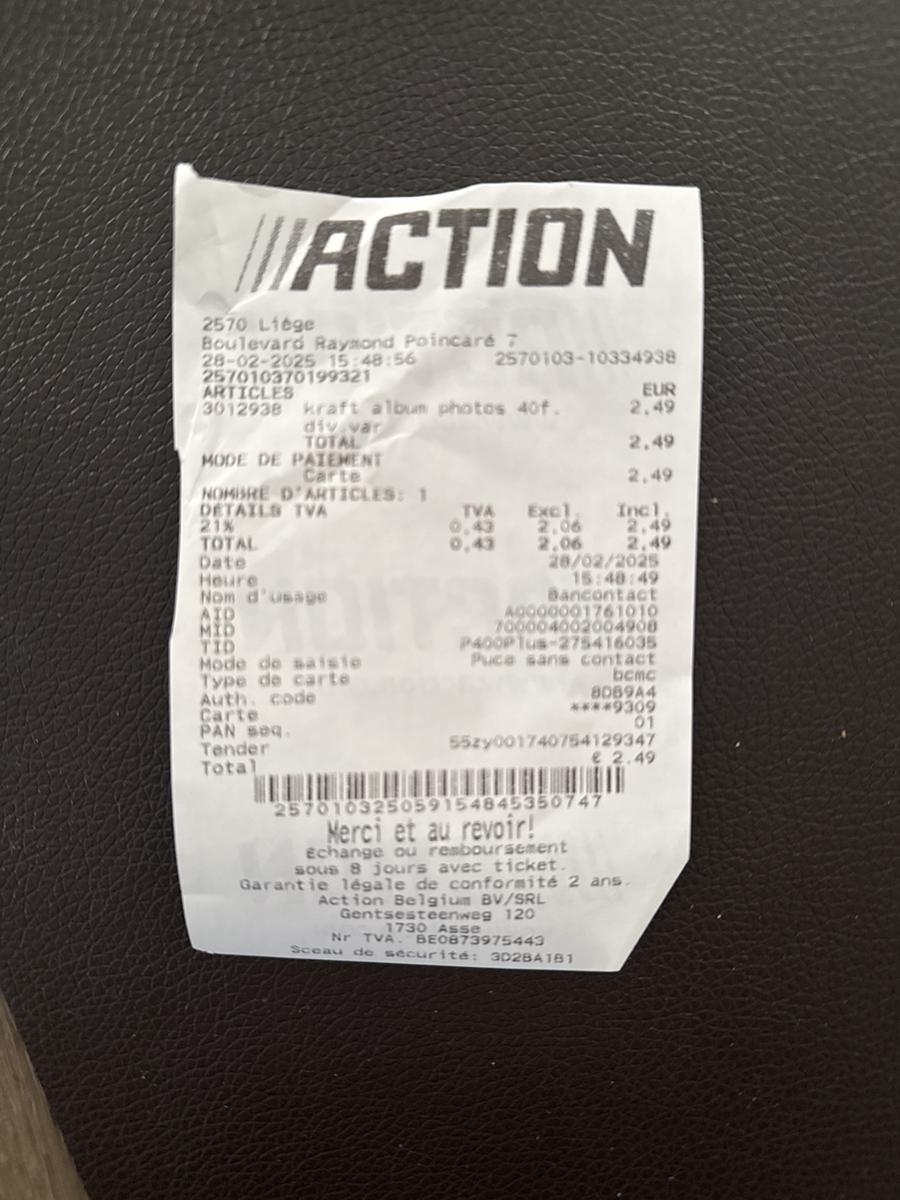 ACTION
2570 Liège
Boulevard Raymond Poincaré 7
28-02-2025 15:48:56 2570103-10334938
257010370199321
ARTICLES EUR
3012938 kraft album photos 40f. 2,49
div.var
TOTAL 2,49
MODE DE PAIEMENT
Carte 2,49
NOMBRE D'ARTICLES: 1
DÉTAILS TVA TVA Excl. Incl.
21% 0,43 2,06 2,49
TOTAL 0,43 2,06 2,49
Date 28/02/2025
Heure 15:48:49
Nom d'usage Bancontact
AID A0000001761010
MID 700004002004908
TID P400Plus-275416035
Mode de saisie Puce sans contact
Type de carte bcmc
Auth. code 8DB9A4
Carte ****9309
PAN seq. 01
Tender 55zy001740754129347
Total € 2.49
2570103250591548453507​47
Merci et au revoir!
Echange ou remboursement
sous 8 jours avec ticket.
Garantie légale de conformité 2 ans.
Action Belgium BV/SRL
Gentsesteenweg 120
1730 Asse
Nr TVA. BE0873975443
Sceau de sécurité: 3D2BA1B1